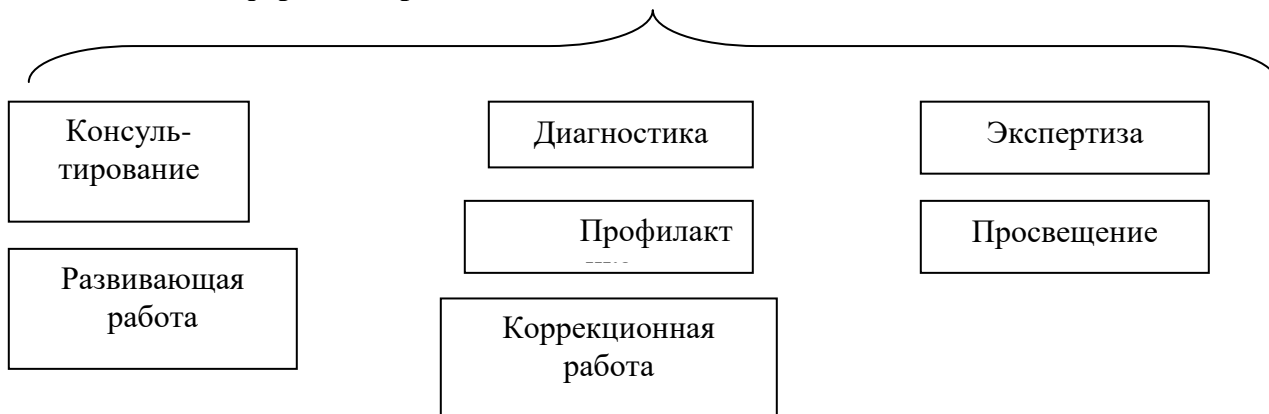 Консуль-
тирование
Диагностика
Экспертиза
Профилакт
Просвещение
Развивающая
работа
Коррекционная
работа